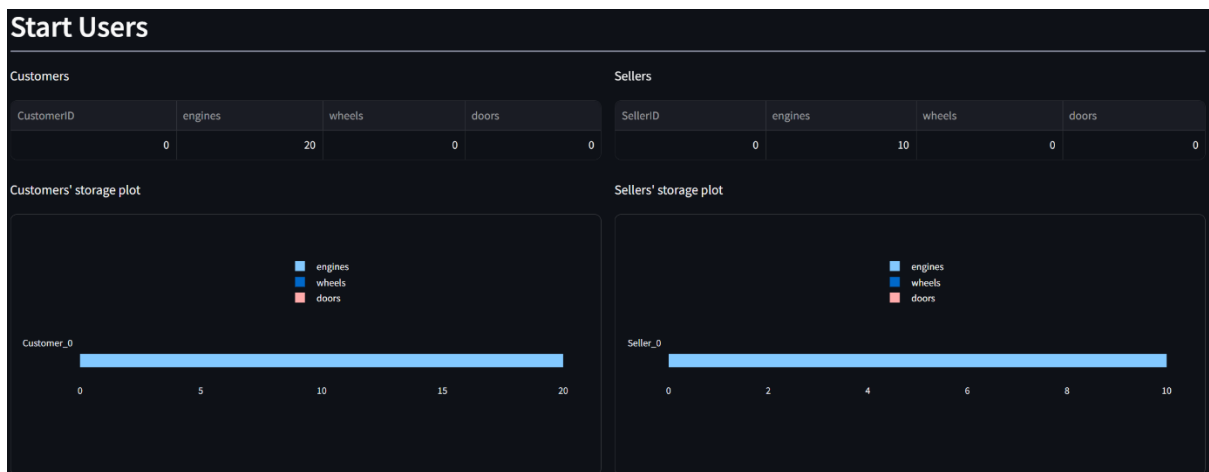 Start Users
Customers
CustomerID engines wheels doors
0 20 0 0
Customers' storage plot
engines
wheels
doors
Customer_0
0 5 10 15 20
Sellers
SellerID engines wheels doors
0 10 0 0
Sellers' storage plot
engines
wheels
doors
Seller_0
0 2 4 6 8 10